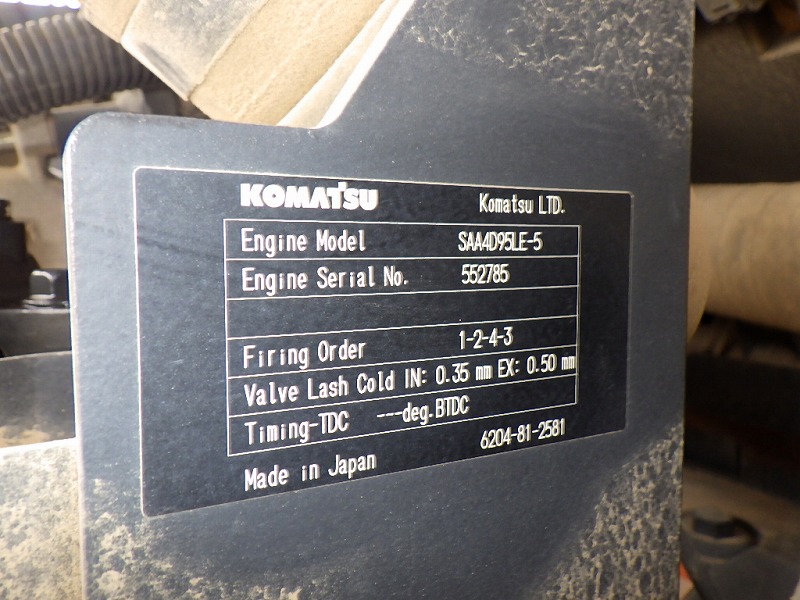 KOMATSU Komatsu LTD.
Engine Model SAA4D95LE-5
Engine Serial No. 552785
Firing Order 1-2-4-3
Valve Lash Cold IN: 0.35 mm EX: 0.50 mm
Timing-TDC ---deg.BTDC
Made in Japan 6204-81-2581